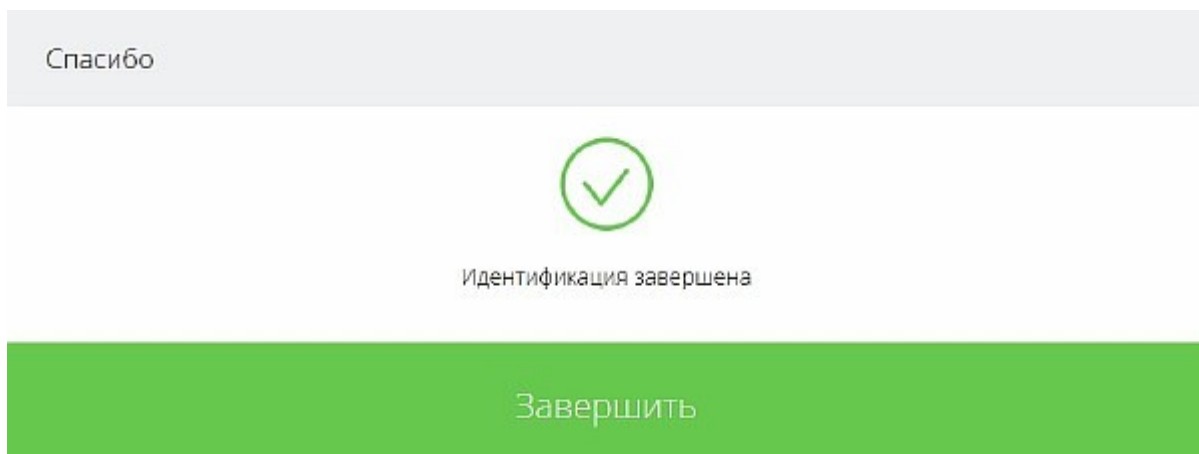 Спасибо
Идентификация завершена
Завершить